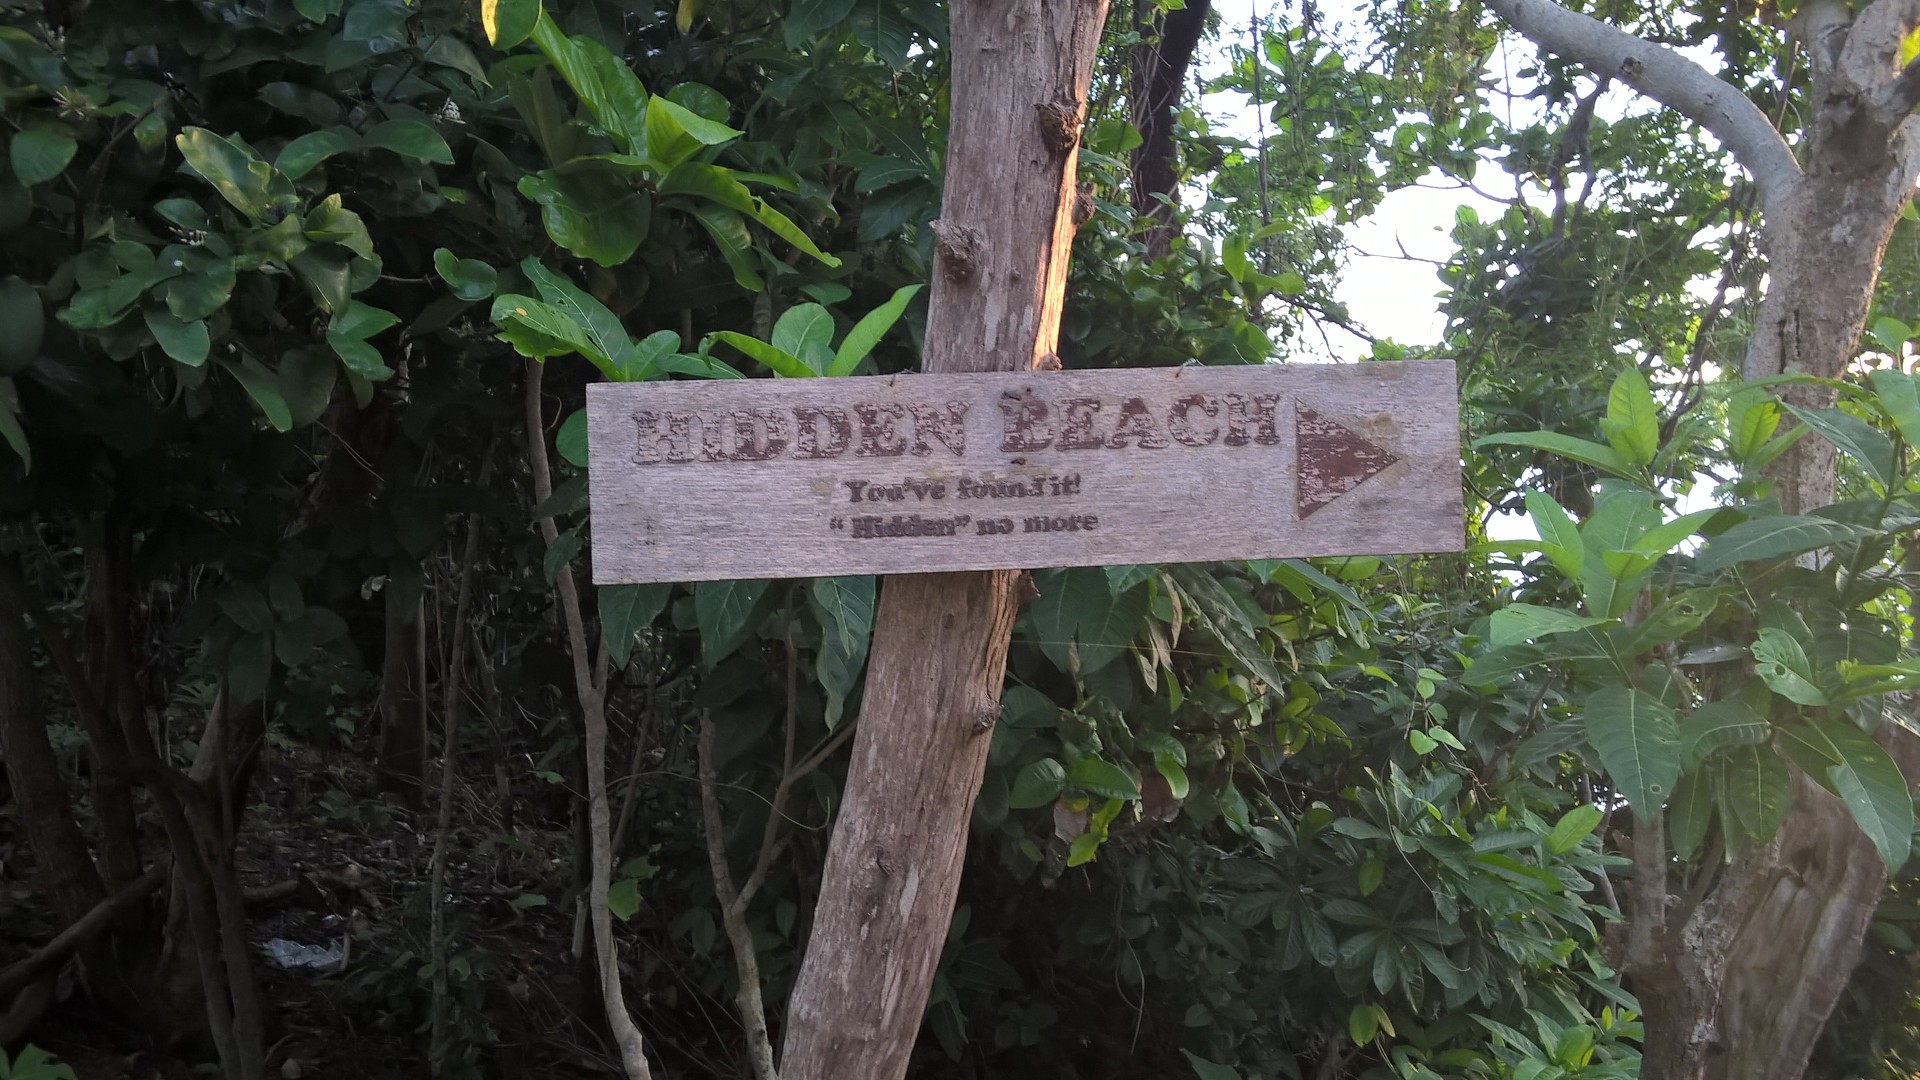 HIDDEN BEACH
You've found it!
"Hidden" no more